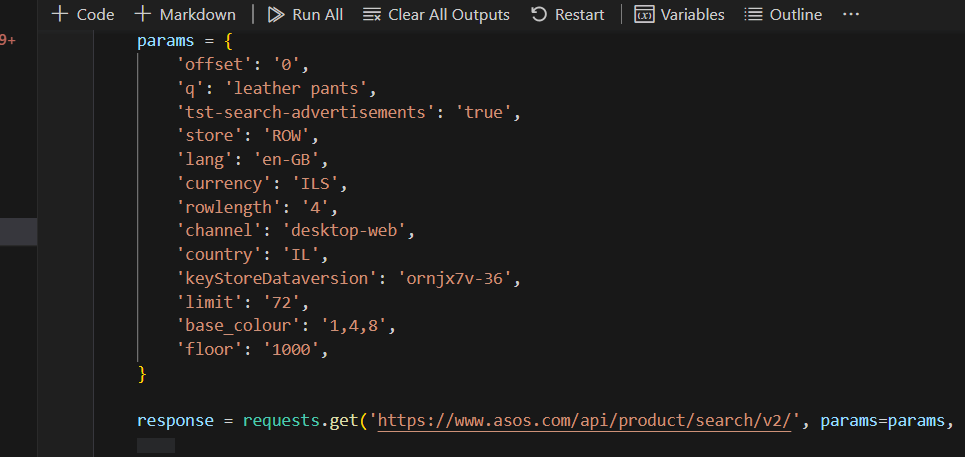 + Code + Markdown | Run All Clear All Outputs Restart | Variables Outline ...
9+
params = {
    'offset': '0',
    'q': 'leather pants',
    'tst-search-advertisements': 'true',
    'store': 'ROW',
    'lang': 'en-GB',
    'currency': 'ILS',
    'rowlength': '4',
    'channel': 'desktop-web',
    'country': 'IL',
    'keyStoreDataversion': 'ornjx7v-36',
    'limit': '72',
    'base_colour': '1,4,8',
    'floor': '1000',
}
response = requests.get('https://www.asos.com/api/product/search/v2/', params=params,